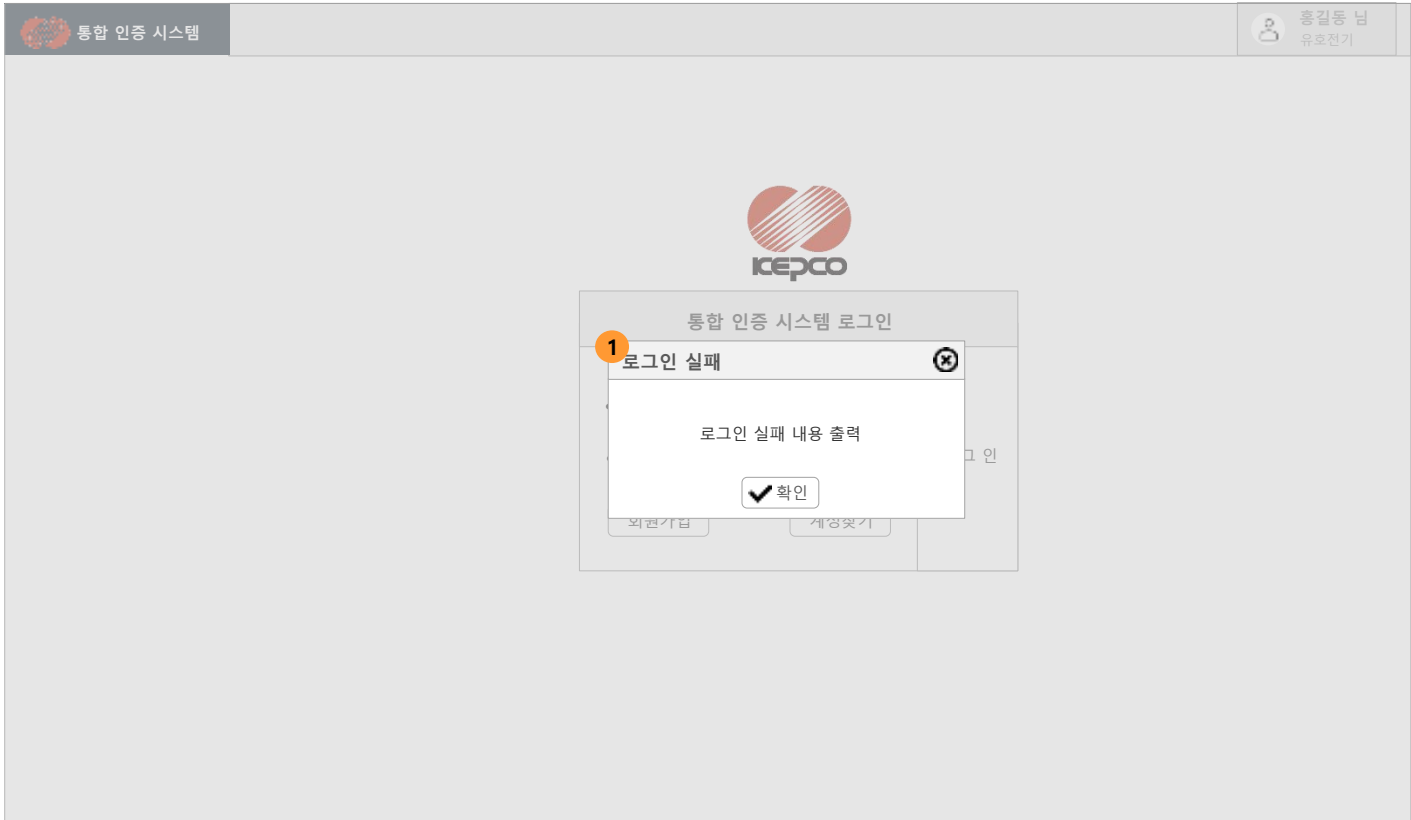 통합 인증 시스템
홍길동 님
유호전기
KEPCO
통합 인증 시스템 로그인
1
로그인 실패
로그인 실패 내용 출력
그 인
확인
회원가입
계정찾기